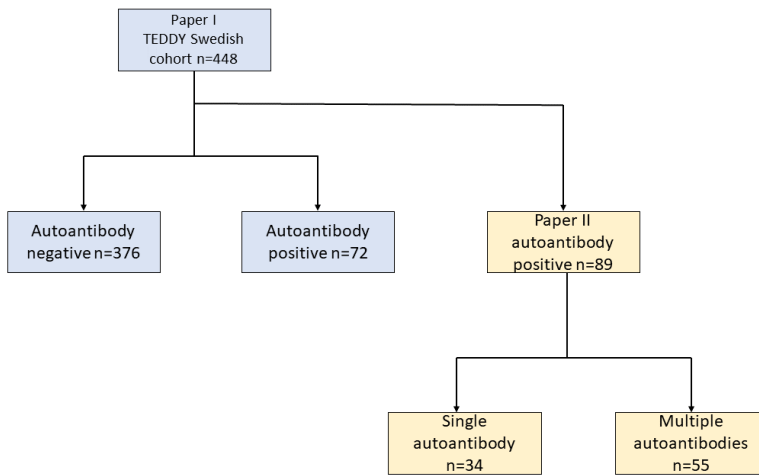 Paper I
TEDDY Swedish
cohort n=448
Autoantibody
negative n=376
Autoantibody
positive n=72
Paper II
autoantibody
positive n=89
Single
autoantibody
n=34
Multiple
autoantibodies
n=55